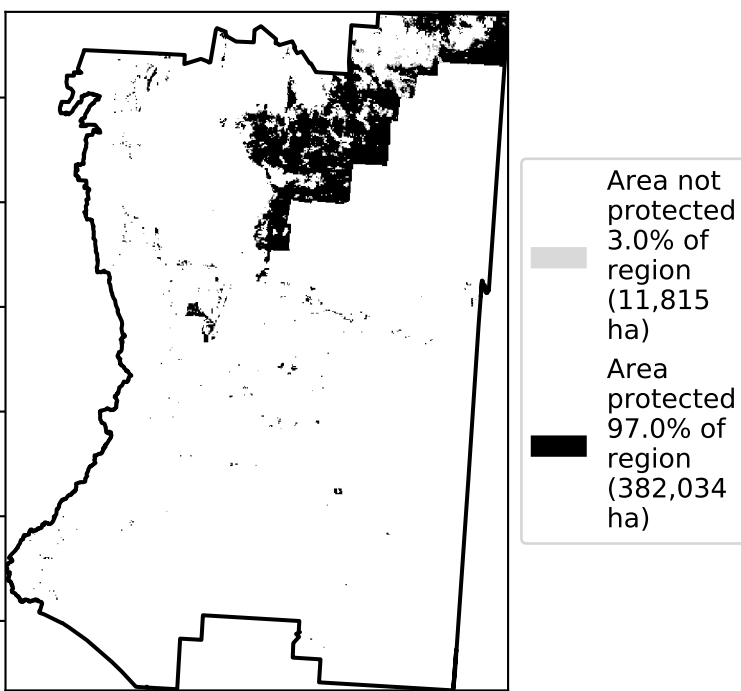 Area not
protected
3.0% of
region
(11,815
ha)
Area
protected
97.0% of
region
(382,034
ha)